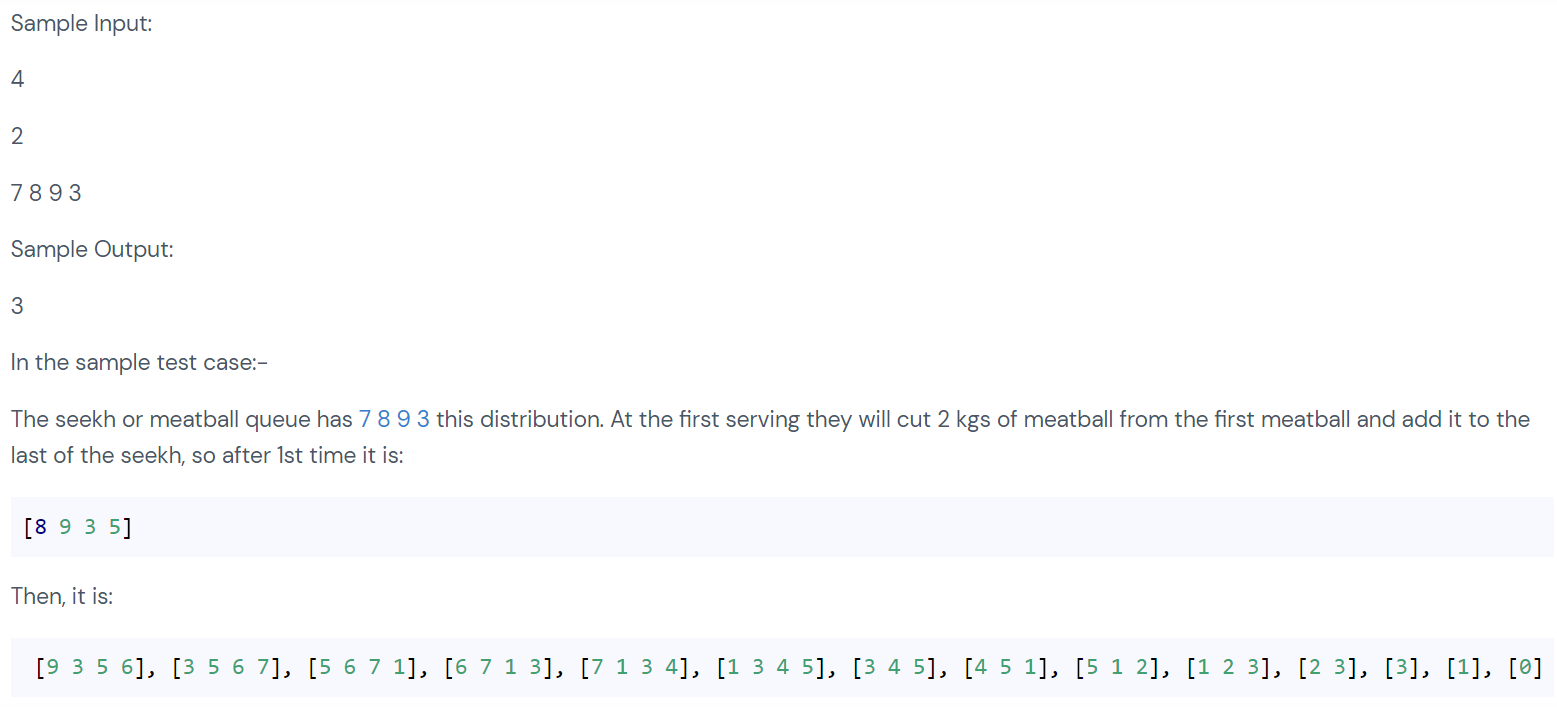 Sample Input:
4
2
7 8 9 3
Sample Output:
3
In the sample test case:-
The seekh or meatball queue has 7 8 9 3 this distribution. At the first serving they will cut 2 kgs of meatball from the first meatball and add it to the
last of the seekh, so after 1st time it is:
[8 9 3 5]
Then, it is:
[9 3 5 6], [3 5 6 7], [5 6 7 1], [6 7 1 3], [7 1 3 4], [1 3 4 5], [3 4 5], [4 5 1], [5 1 2], [1 2 3], [2 3], [3], [1], [0]